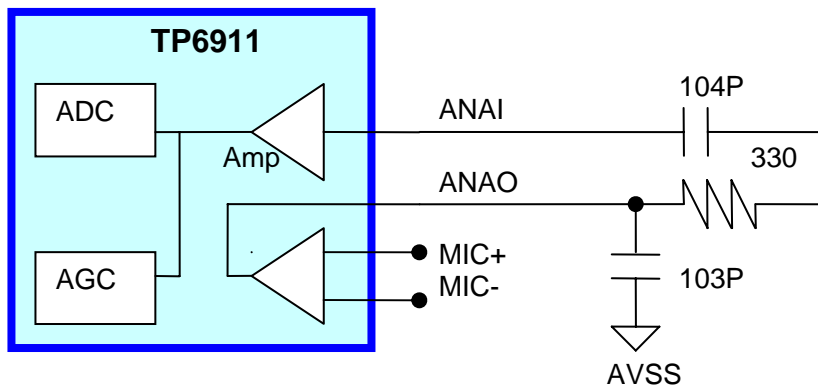 TP6911
ADC
Amp
AGC
ANAI
104P
330
ANAO
MIC+
MIC-
103P
AVSS